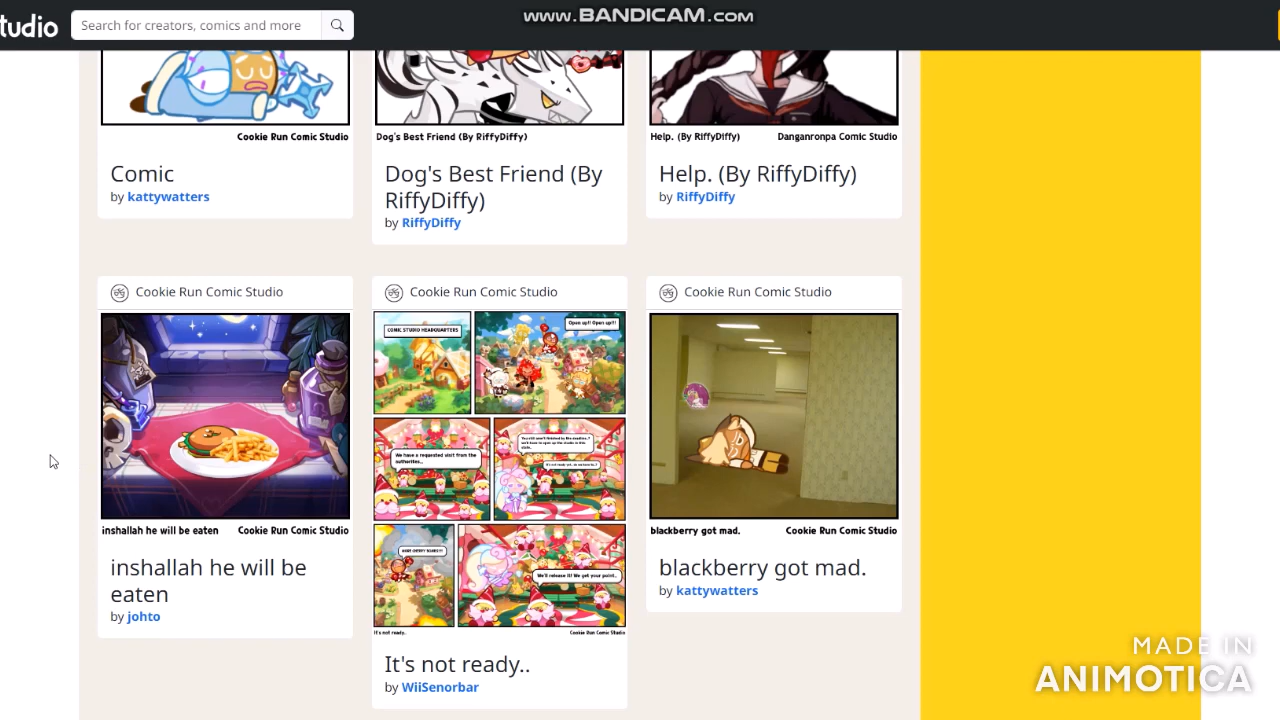 tudio
Search for creators, comics and more
www.BANDICAM.com
Cookie Run Comic Studio
Comic
by kattywatters
Dog's Best Friend (By RiffyDiffy)
Dog's Best Friend (By
RiffyDiffy)
by RiffyDiffy
Help. (By RiffyDiffy)
Danganronpa Comic Studio
Help. (By RiffyDiffy)
by RiffyDiffy
Cookie Run Comic Studio
inshallah he will be eaten
Cookie Run Comic Studio
inshallah he will be
eaten
by johto
Cookie Run Comic Studio
COMIC STUDIO HEADQUARTERS
Open up!! Open up!!
We have a requested visit from the
authorities..
We'll release it! We get your point..
It's not ready..
Cookie Run Comic Studio
It's not ready..
by WiiSenorbar
Cookie Run Comic Studio
blackberry got mad.
Cookie Run Comic Studio
blackberry got mad.
by kattywatters
MADE IN
ANIMOTICA